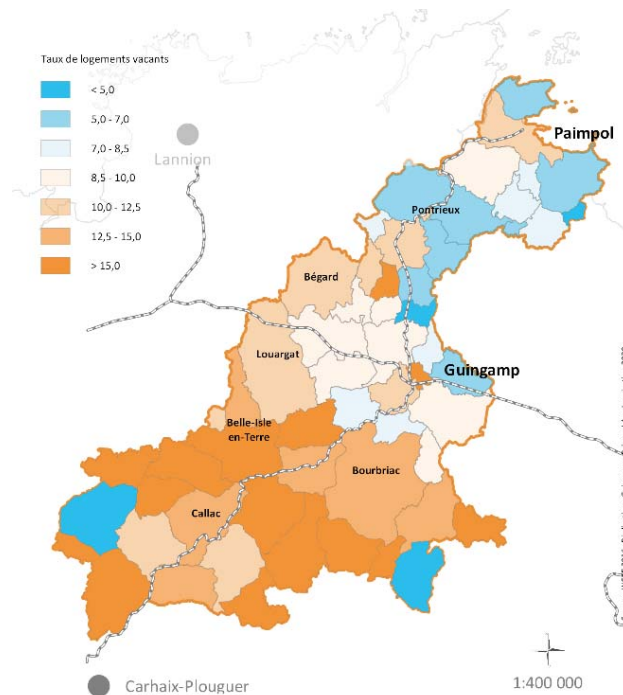 Taux de logements vacants
< 5,0
5,0 - 7,0
7,0 - 8,5
8,5 - 10,0
10,0 - 12,5
12,5 - 15,0
> 15,0
Lannion
Paimpol
Pontrieux
Bégard
Louargat
Guingamp
Belle-Isle
en-Terre
Bourbriac
Callac
Carhaix-Plouguer
1:400 000